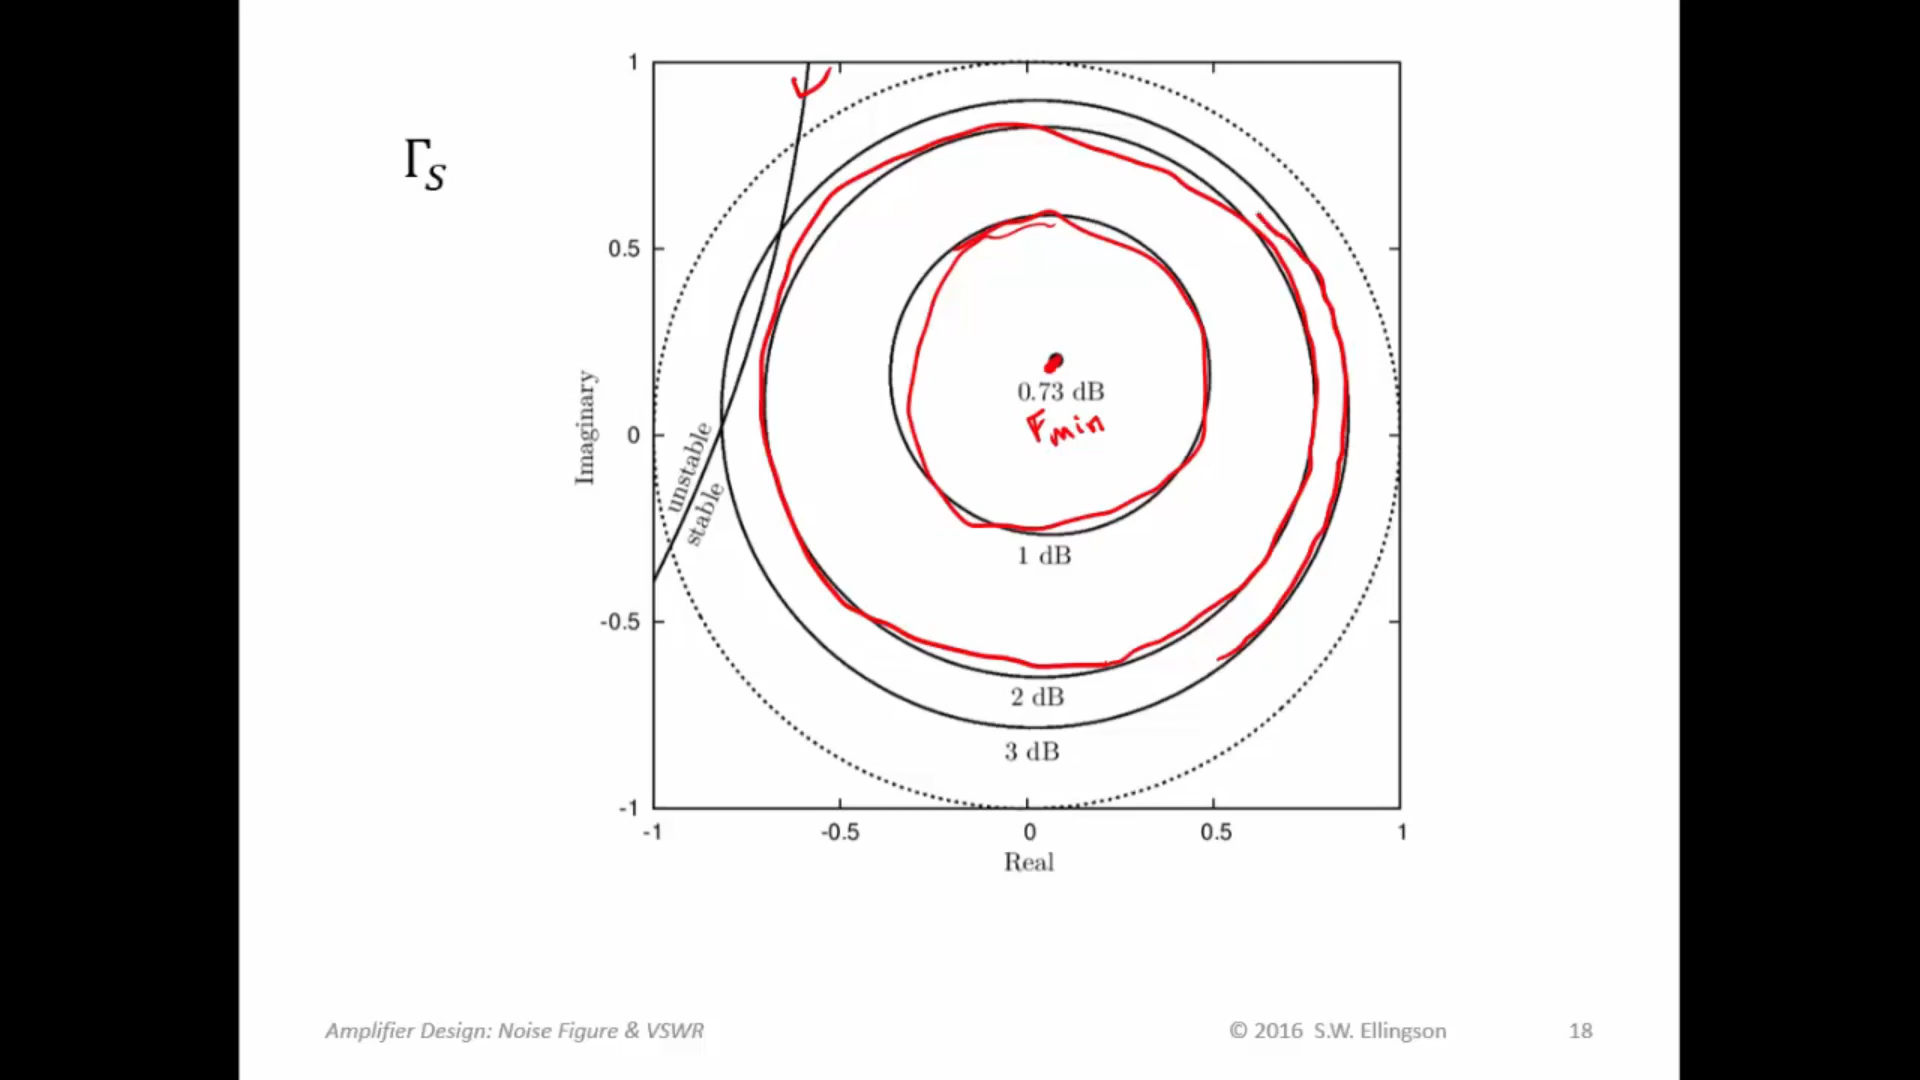 Γ_S
1
0.5
0
-0.5
-1
Imaginary
unstable
stable
0.73 dB
Fmin
1 dB
2 dB
3 dB
-1 -0.5 0 0.5 1
Real
Amplifier Design: Noise Figure & VSWR © 2016 S.W. Ellingson 18